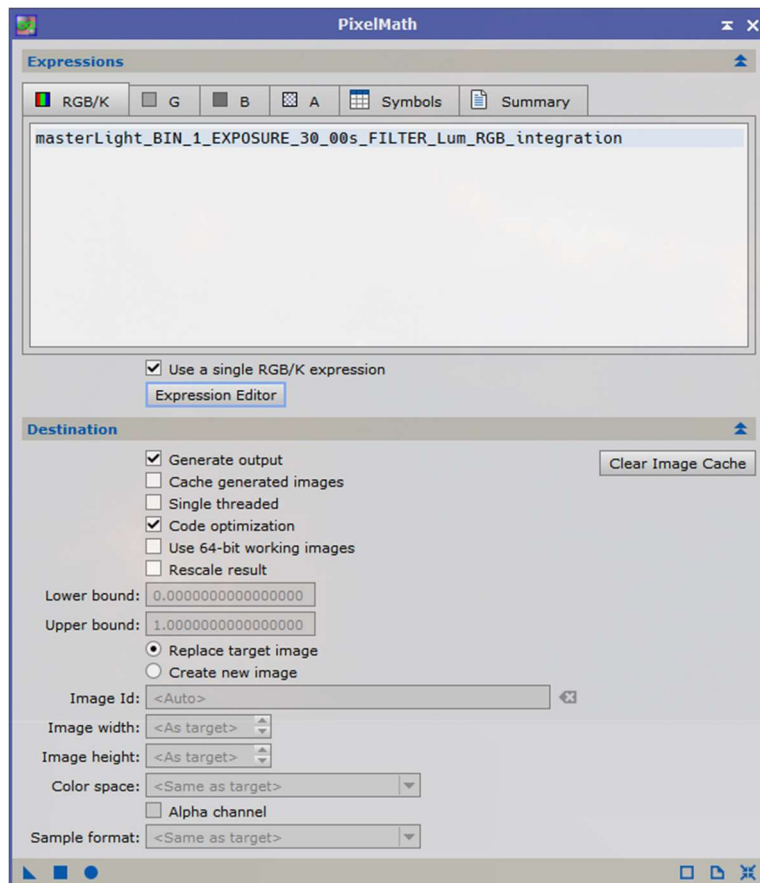 PixelMath
Expressions
RGB/K G B A Symbols Summary
masterLight_BIN_1_EXPOSURE_30_00s_FILTER_Lum_RGB_integration
Use a single RGB/K expression
Expression Editor
Destination
Generate output Clear Image Cache
Cache generated images
Single threaded
Code optimization
Use 64-bit working images
Rescale result
Lower bound: 0.0000000000000000
Upper bound: 1.0000000000000000
Replace target image
Create new image
Image Id: <Auto>
Image width: <As target>
Image height: <As target>
Color space: <Same as target>
Alpha channel
Sample format: <Same as target>